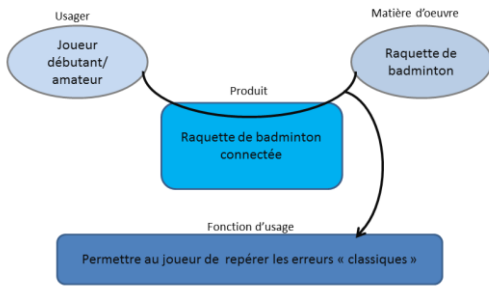 Usager
Matière d'oeuvre
Joueur
débutant/
amateur
Raquette de
badminton
Produit
Raquette de badminton
connectée
Fonction d'usage
Permettre au joueur de repérer les erreurs « classiques »